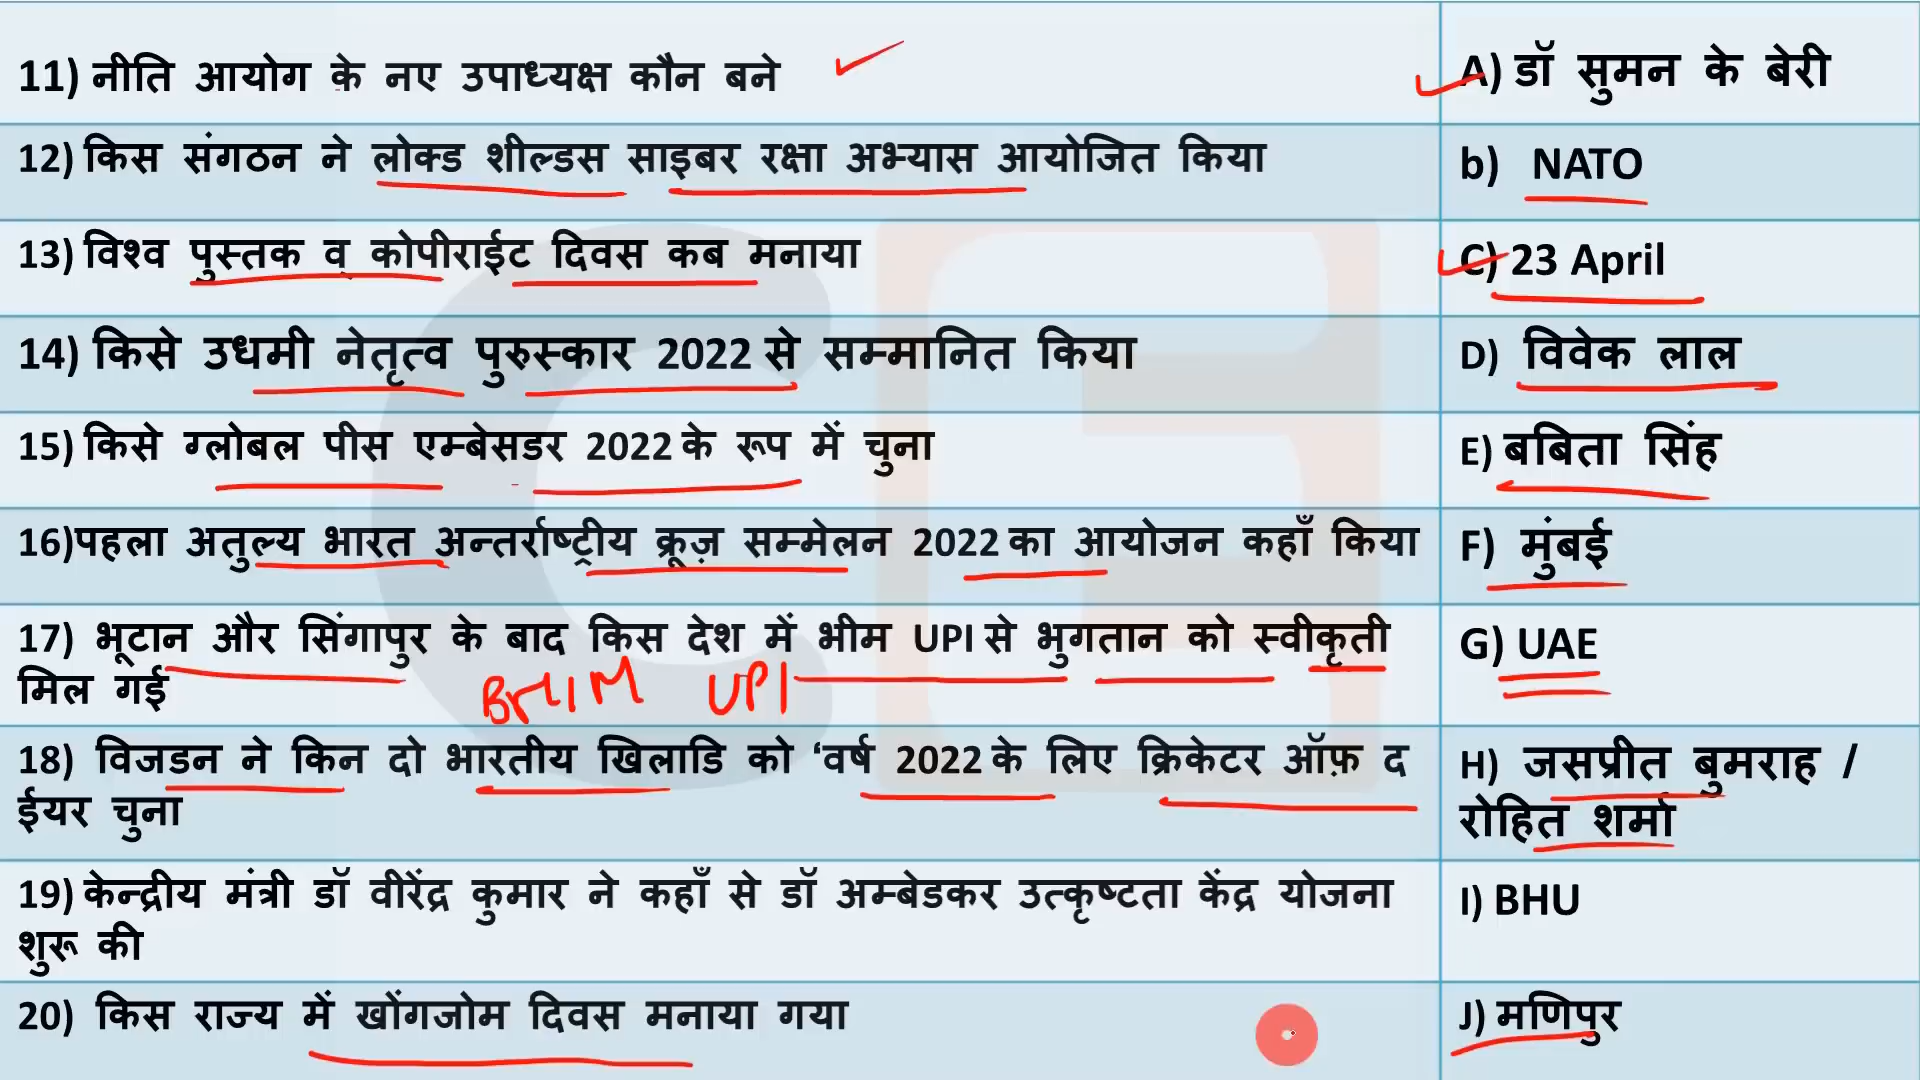 11) नीति आयोग के नए उपाध्यक्ष कौन बने
A) डॉ सुमन के बेरी
12) किस संगठन ने लोक्ड शील्डस साइबर रक्षा अभ्यास आयोजित किया
b) NATO
13) विश्व पुस्तक व् कोपीराईट दिवस कब मनाया
C) 23 April
14) किसे उधमी नेतृत्व पुरुस्कार 2022 से सम्मानित किया
D) विवेक लाल
15) किसे ग्लोबल पीस एम्बेसडर 2022 के रूप में चुना
E) बबिता सिंह
16)पहला अतुल्य भारत अन्तर्राष्ट्रीय क्रूज़ सम्मेलन 2022 का आयोजन कहाँ किया
F) मुंबई
17) भूटान और सिंगापुर के बाद किस देश में भीम UPI से भुगतान को स्वीकृती
मिल गई
BHIM UPI
G) UAE
18) विजडन ने किन दो भारतीय खिलाडि को ‘वर्ष 2022 के लिए क्रिकेटर ऑफ़ द
ईयर चुना
H) जसप्रीत बुमराह /
रोहित शर्मा
19) केन्द्रीय मंत्री डॉ वीरेंद्र कुमार ने कहाँ से डॉ अम्बेडकर उत्कृष्टता केंद्र योजना
शुरू की
I) BHU
20) किस राज्य में खोंगजोम दिवस मनाया गया
J) मणिपुर